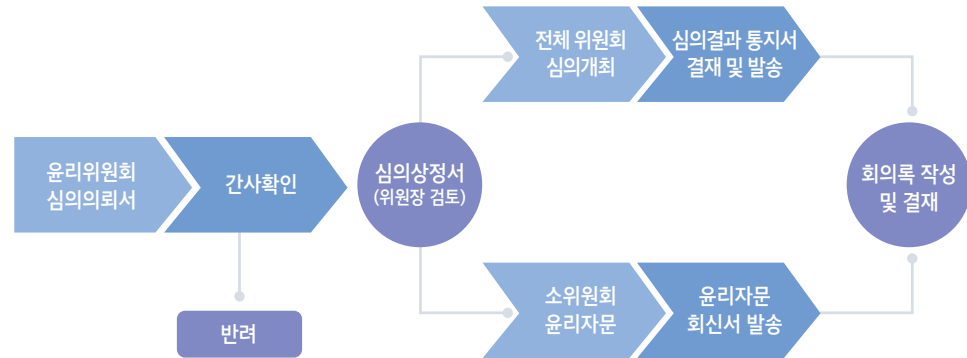 윤리위원회
심의의뢰서
간사확인
반려
심의상정서
(위원장 검토)
전체 위원회
심의개최
심의결과 통지서
결재 및 발송
소위원회
윤리자문
윤리자문
회신서 발송
회의록 작성
및 결재